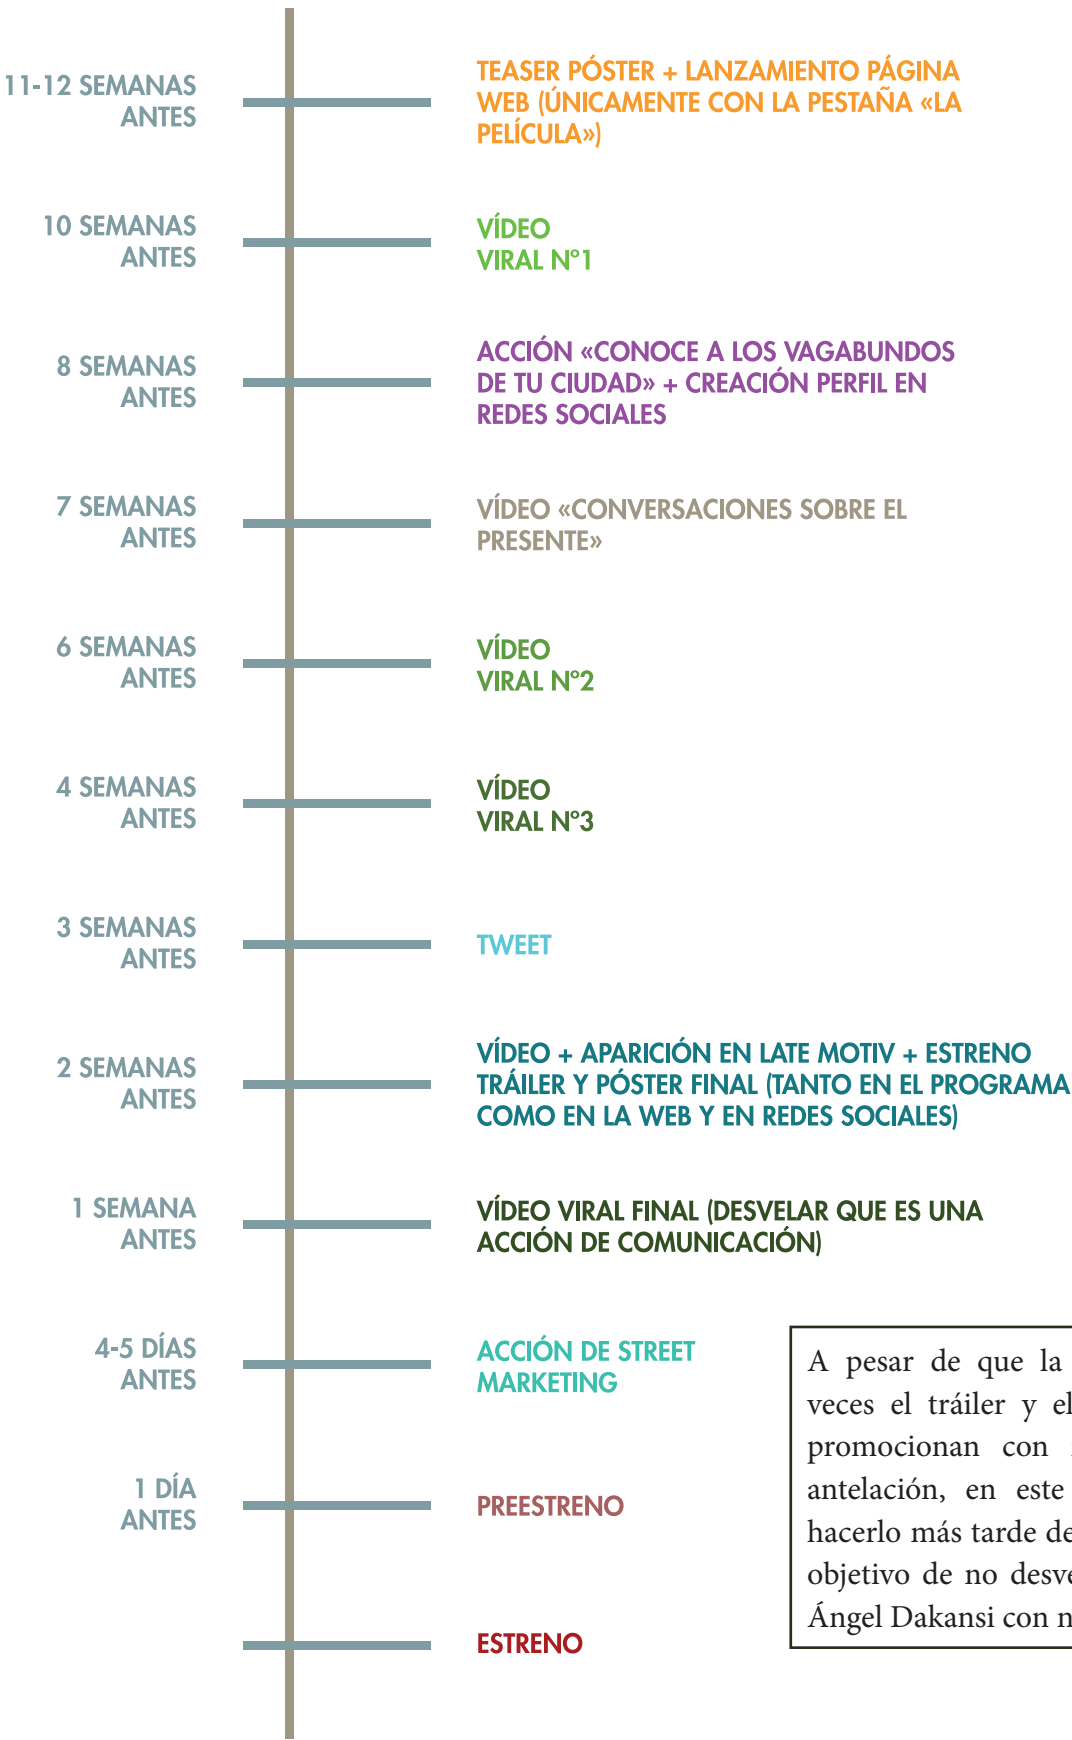 11-12 SEMANAS
ANTES
TEASER PÓSTER + LANZAMIENTO PÁGINA
WEB (ÚNICAMENTE CON LA PESTAÑA «LA
PELÍCULA»)
10 SEMANAS
ANTES
VÍDEO
VIRAL Nº1
8 SEMANAS
ANTES
ACCIÓN «CONOCE A LOS VAGABUNDOS
DE TU CIUDAD» + CREACIÓN PERFIL EN
REDES SOCIALES
7 SEMANAS
ANTES
VÍDEO «CONVERSACIONES SOBRE EL
PRESENTE»
6 SEMANAS
ANTES
VÍDEO
VIRAL Nº2
4 SEMANAS
ANTES
VÍDEO
VIRAL Nº3
3 SEMANAS
ANTES
TWEET
2 SEMANAS
ANTES
VÍDEO + APARICIÓN EN LATE MOTIV + ESTRENO
TRÁILER Y PÓSTER FINAL (TANTO EN EL PROGRAMA
COMO EN LA WEB Y EN REDES SOCIALES)
1 SEMANA
ANTES
VÍDEO VIRAL FINAL (DESVELAR QUE ES UNA
ACCIÓN DE COMUNICACIÓN)
4-5 DÍAS
ANTES
ACCIÓN DE STREET
MARKETING
1 DÍA
ANTES
PREESTRENO
ESTRENO
A pesar de que la
veces el tráiler y el
promocionan con
antelación, en este
hacerlo más tarde
objetivo de no
Ángel Dakansi con